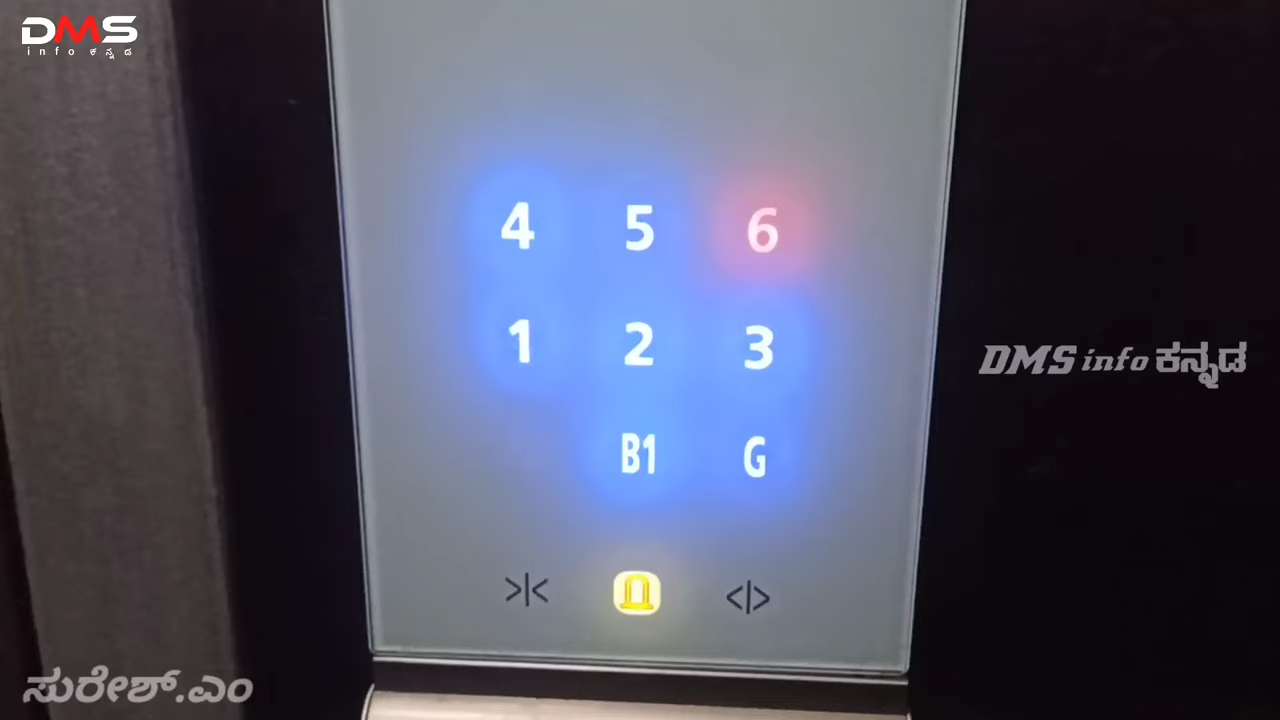 DMS
info ಕನ್ನಡ
4 5 6
1 2 3
B1 G
>|< <|>
DMS info ಕನ್ನಡ
ಸುರೇಶ್.ಎಂ